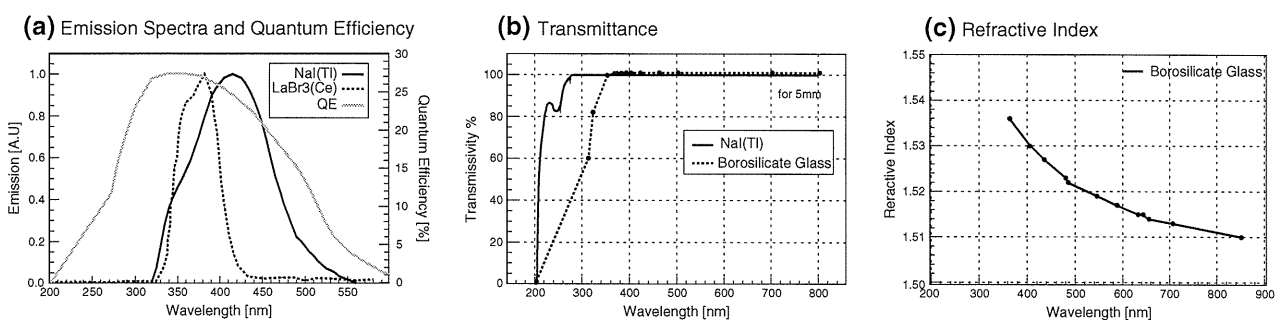 (a) Emission Spectra and Quantum Efficiency
Emission [A.U]
1.0
0.8
0.6
0.4
0.2
0.0
NaI(Tl)
LaBr3(Ce)
QE
30
25
20
15
10
5
0
Quantum Efficiency [%]
200 250 300 350 400 450 500 550
Wavelength [nm]
(b) Transmittance
Transmissivity %
100
80
60
40
20
0
for 5mm
NaI(Tl)
Borosilicate Glass
200 300 400 500 600 700 800
Wavelength [nm]
(c) Refractive Index
Reractive Index
1.55
1.54
1.53
1.52
1.51
1.50
Borosilicate Glass
200 300 400 500 600 700 800 900
Wavelength [nm]